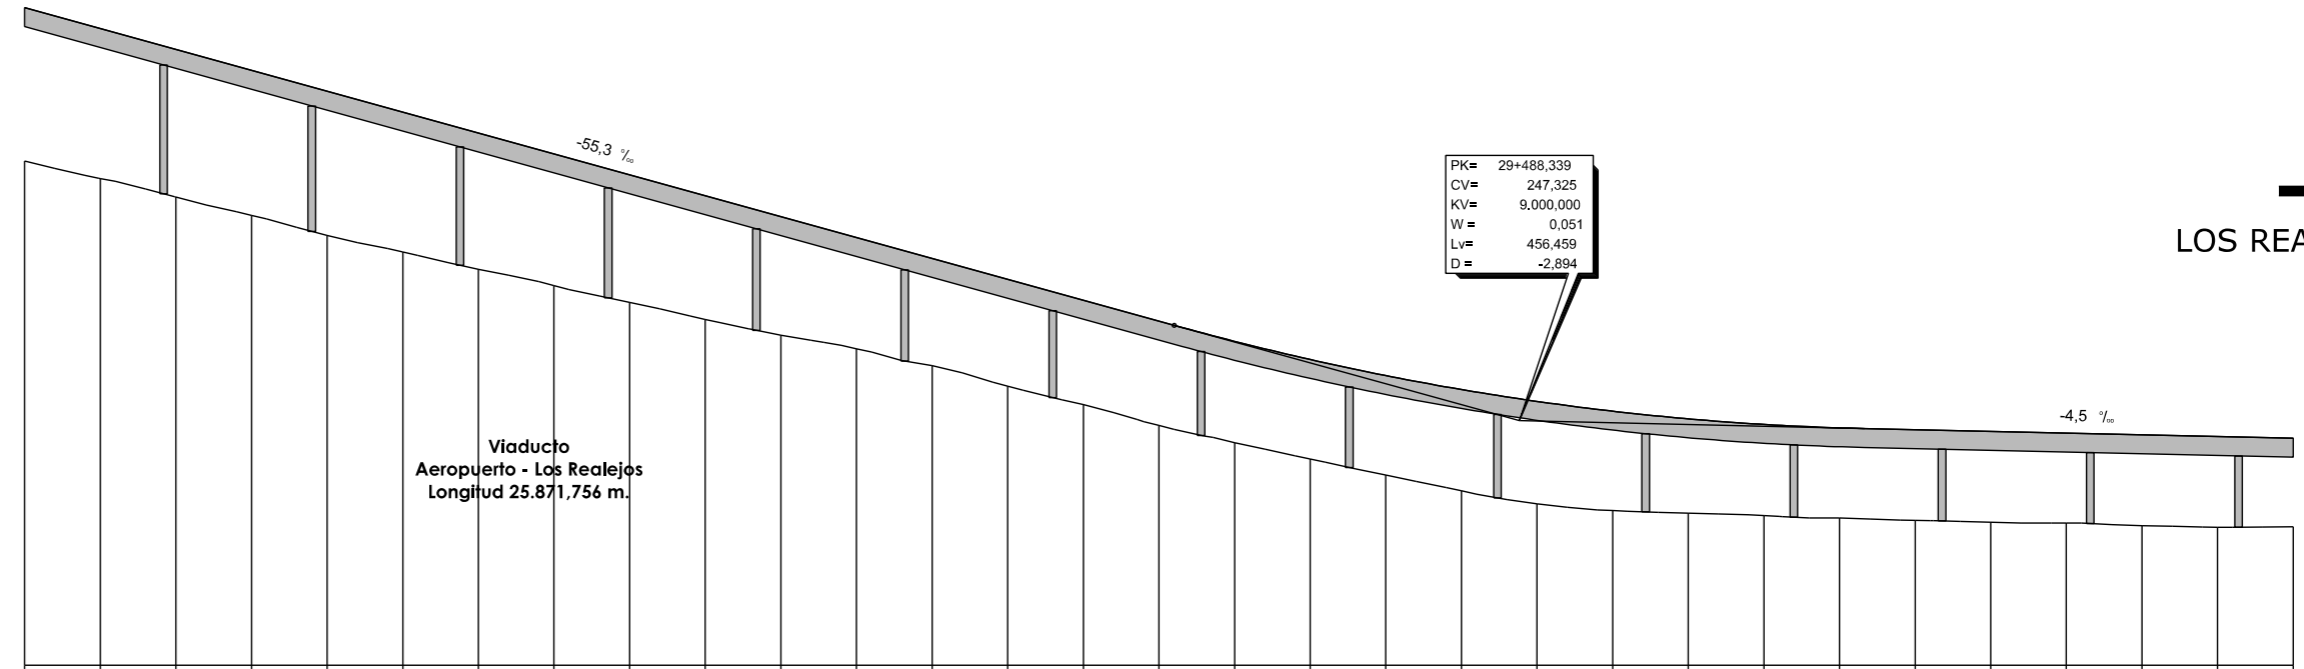 -55,3 ‰
PK= 29+488,339
CV= 247,325
KV= 9.000,000
W = 0,051
Lv= 456,459
D = -2,894
LOS REA
-4,5 ‰
Viaducto
Aeropuerto - Los Realejos
Longitud 25.871,756 m.